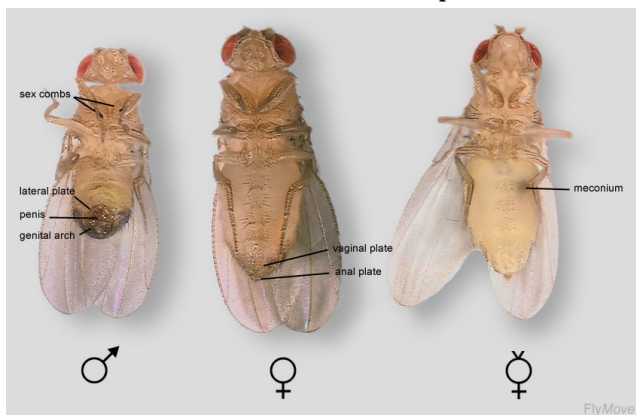 sex combs
lateral plate
penis
genital arch
vaginal plate
anal plate
meconium
FlyMove